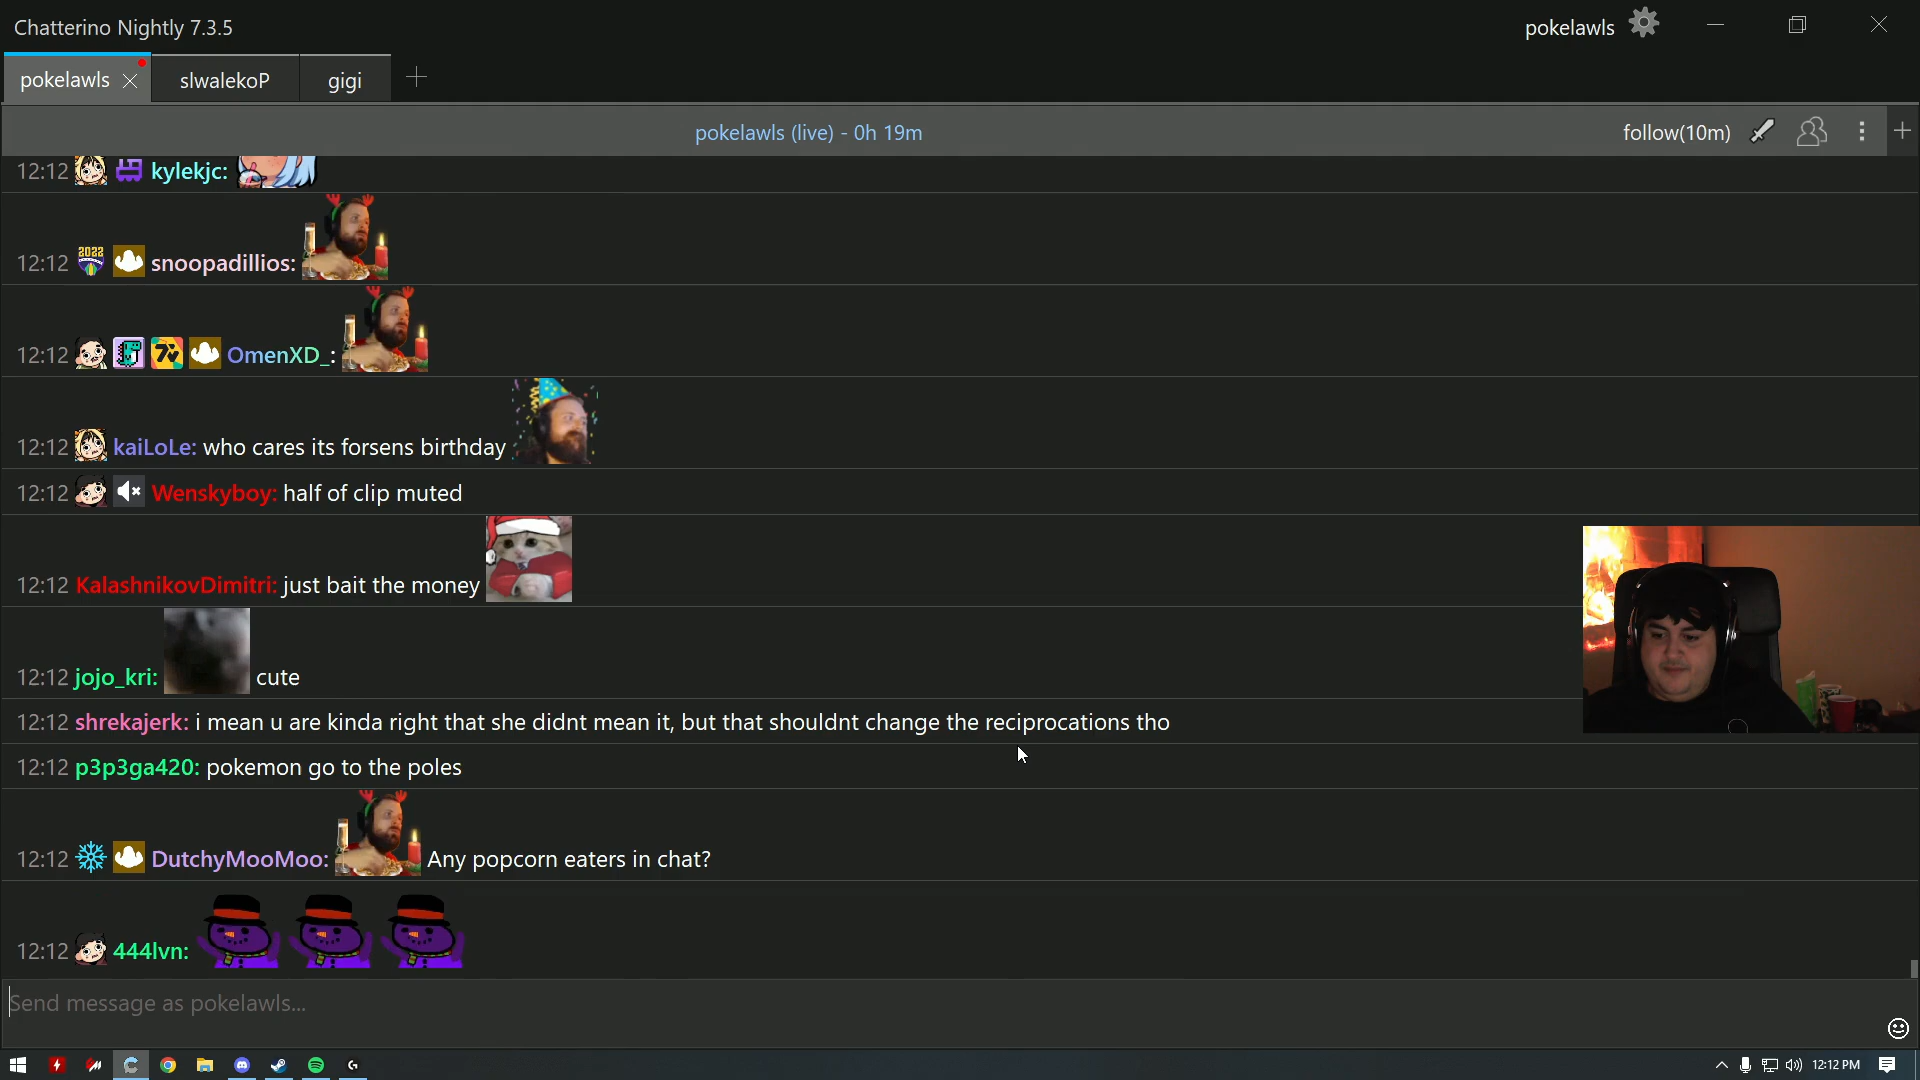 Chatterino Nightly 7.3.5
pokelawls
pokelawls
slwalekoP
gigi
pokelawls (live) - 0h 19m
follow(10m)
12:12 kylekjc:
12:12 2022 snoopadillios:
12:12 7V OmenXD_:
12:12 kaiLoLe: who cares its forsens birthday
12:12 Wenskyboy: half of clip muted
12:12 KalashnikovDimitri: just bait the money
12:12 jojo_kri: cute
12:12 shrekajerk: i mean u are kinda right that she didnt mean it, but that shouldnt change the reciprocations tho
12:12 p3p3ga420: pokemon go to the poles
12:12 DutchyMooMoo: Any popcorn eaters in chat?
12:12 444lvn:
Send message as pokelawls...
12:12 PM